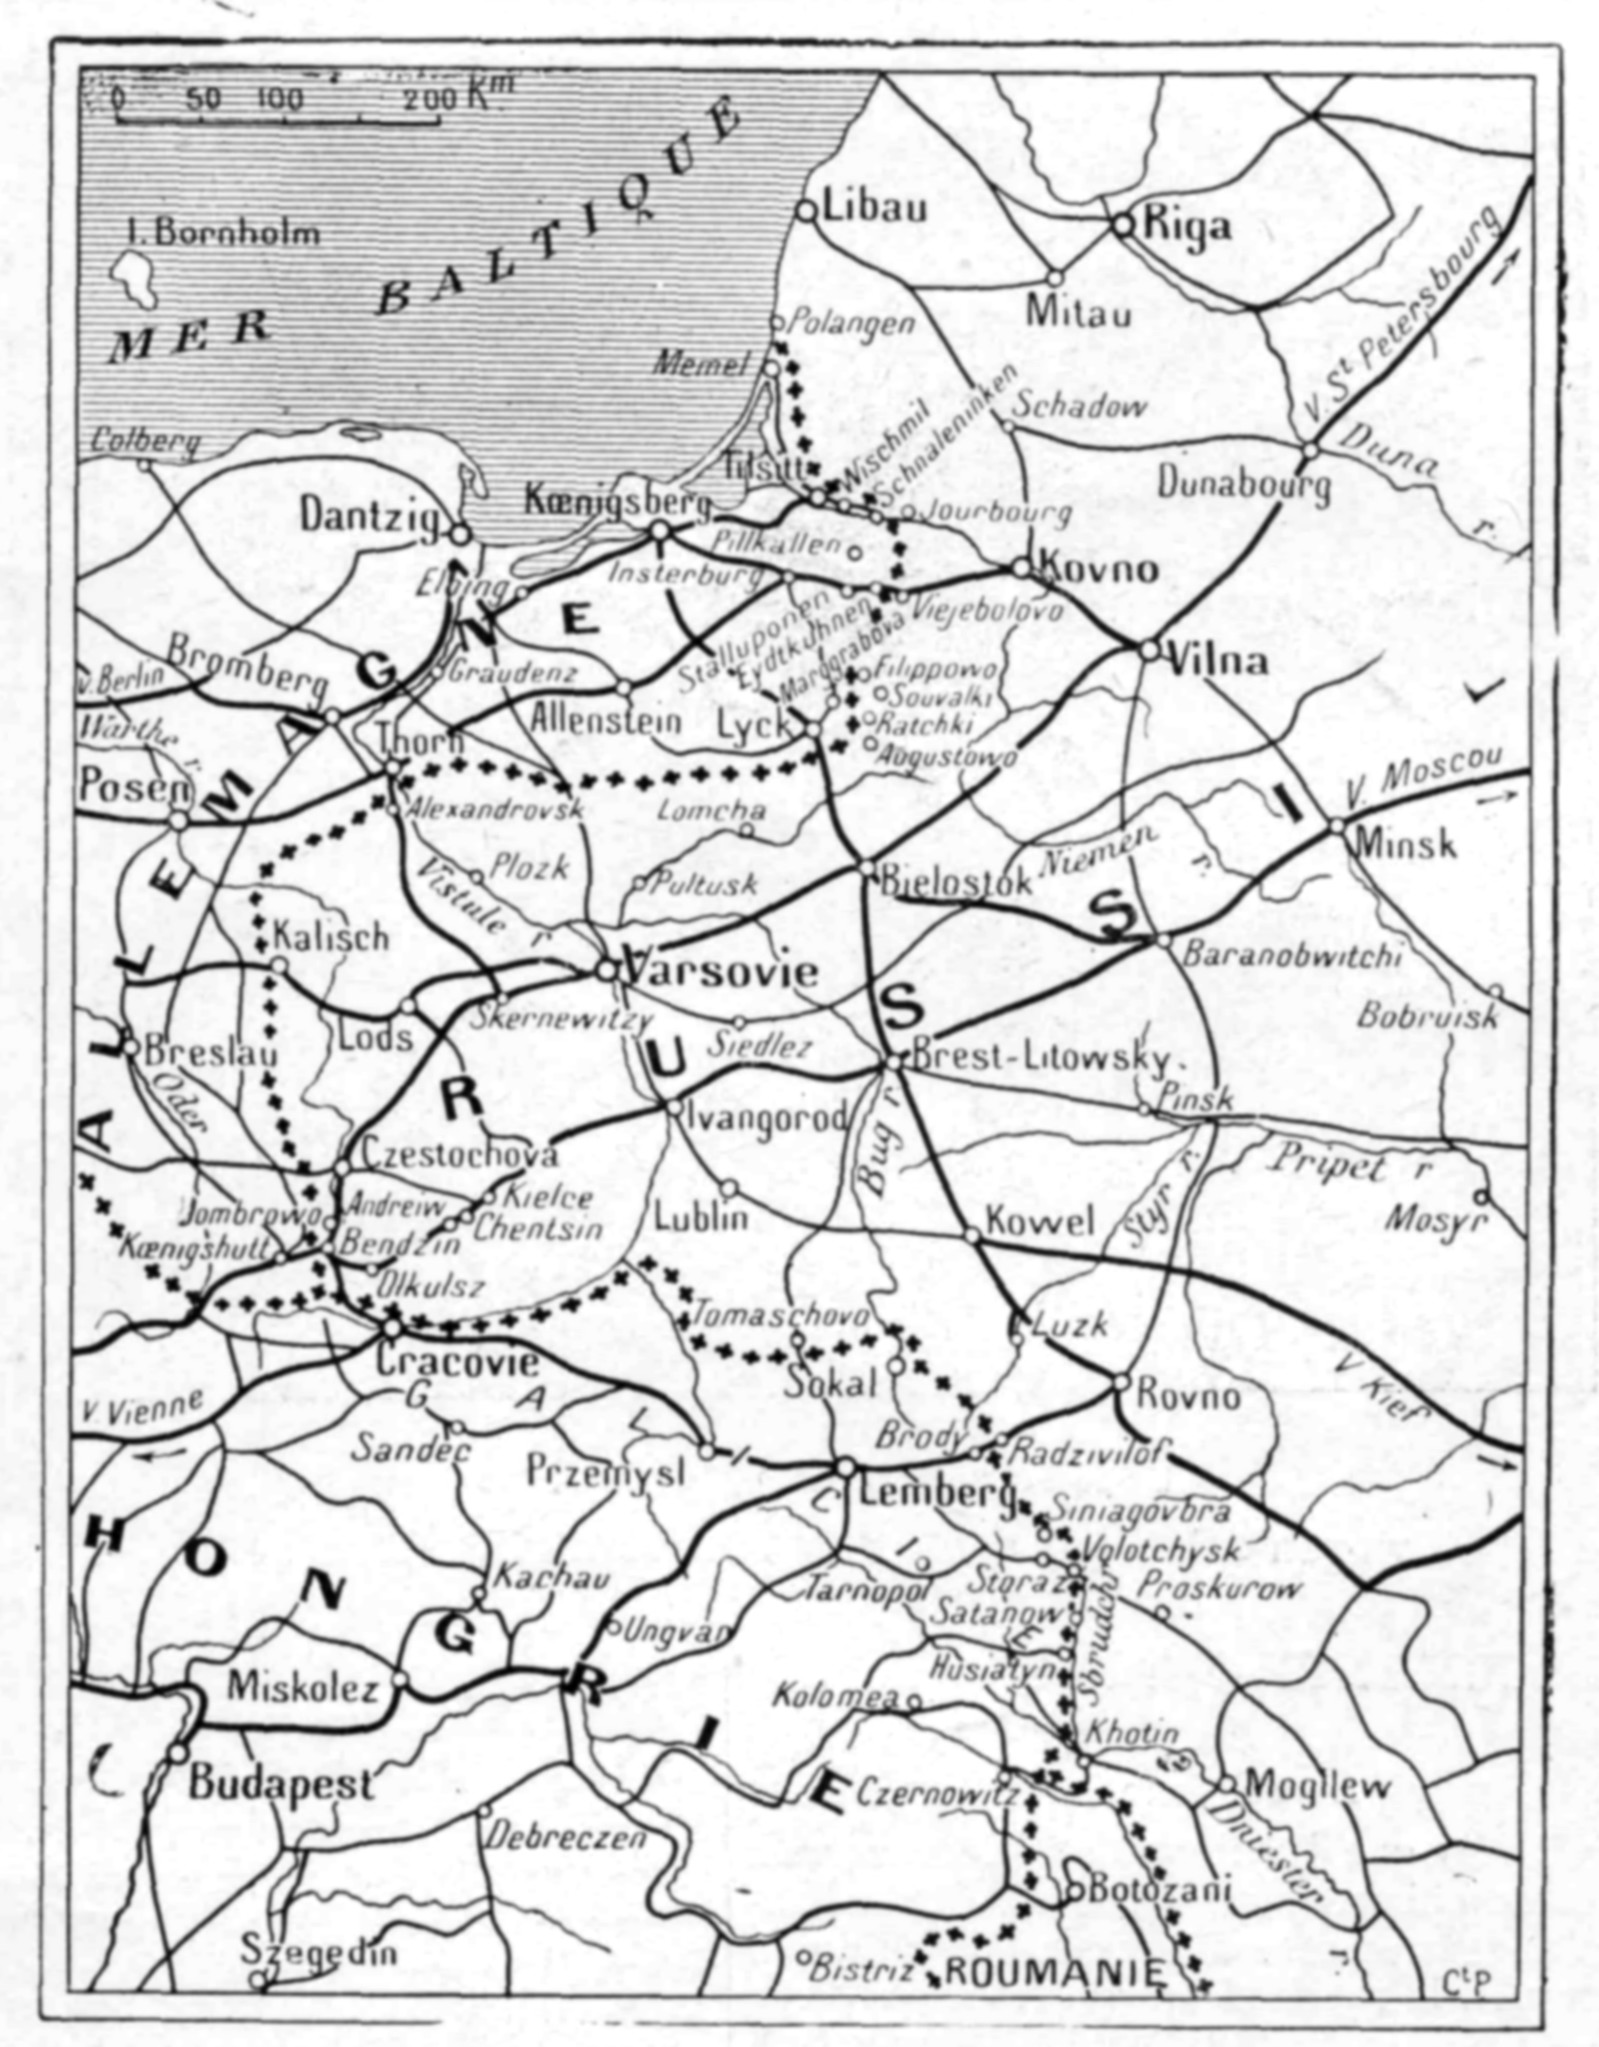 0 50 100 200 Km
MER BALTIQUE
I. Bornholm
Libau
Riga
Mitau
V. St Petersbourg
Polangen
Memel
Schadow
Colberg
Tilsitt
Wischmil
Schnaleninken
Duna r.
Dunabourg
Dantzig
Kœnigsberg
Jourbourg
Pillkallen
Kovno
Elbing
Insterburg
Viejebolovo
Stalluponen
Eydtkuhnen
Marggrabova
Vilna
Bromberg
V. Berlin
Graudenz
Filippowo
Souvalki
Ratchki
Augustowo
Allenstein
Lyck
Warthe r.
Thorn
Posen
Alexandrovsk
Lomcha
V. Moscou
Minsk
Niemen r.
Plozk
Pultusk
Bielostok
Vistule r
Kalisch
Varsovie
Baranobwitchi
Bobruisk
Skernewitzy
Lods
Siedlez
Breslau
Oder
Brest-Litowsky.
Ivangorod
Pinsk
Bug r
Pripet r
Czestochova
Styr r.
Mosyr
Jombrowo
Andreiw
Kielce
Chentsin
Lublin
Kowel
Kœnigshutt
Bendzin
Olkulsz
Tomaschovo
Luzk
Cracovie
Sokal
Rovno
V Kief
V. Vienne
Sandec
Przemysl
Brody
Radzivilof
Lemberg
Siniagovbra
Volotchysk
Tarnopol
Storaz
Proskurow
Satanow
Sbrudchr
Kachau
Ungvar
Husiatyn
Miskolez
Kolomea
Khotin
Budapest
Czernowitz
Mogilew
Dniester r.
Debreczen
Botozani
Szegedin
Bistriz
ROUMANIE
ALLEMAGNE
RUSSI
HONGRIE
GALICIE
Ct P